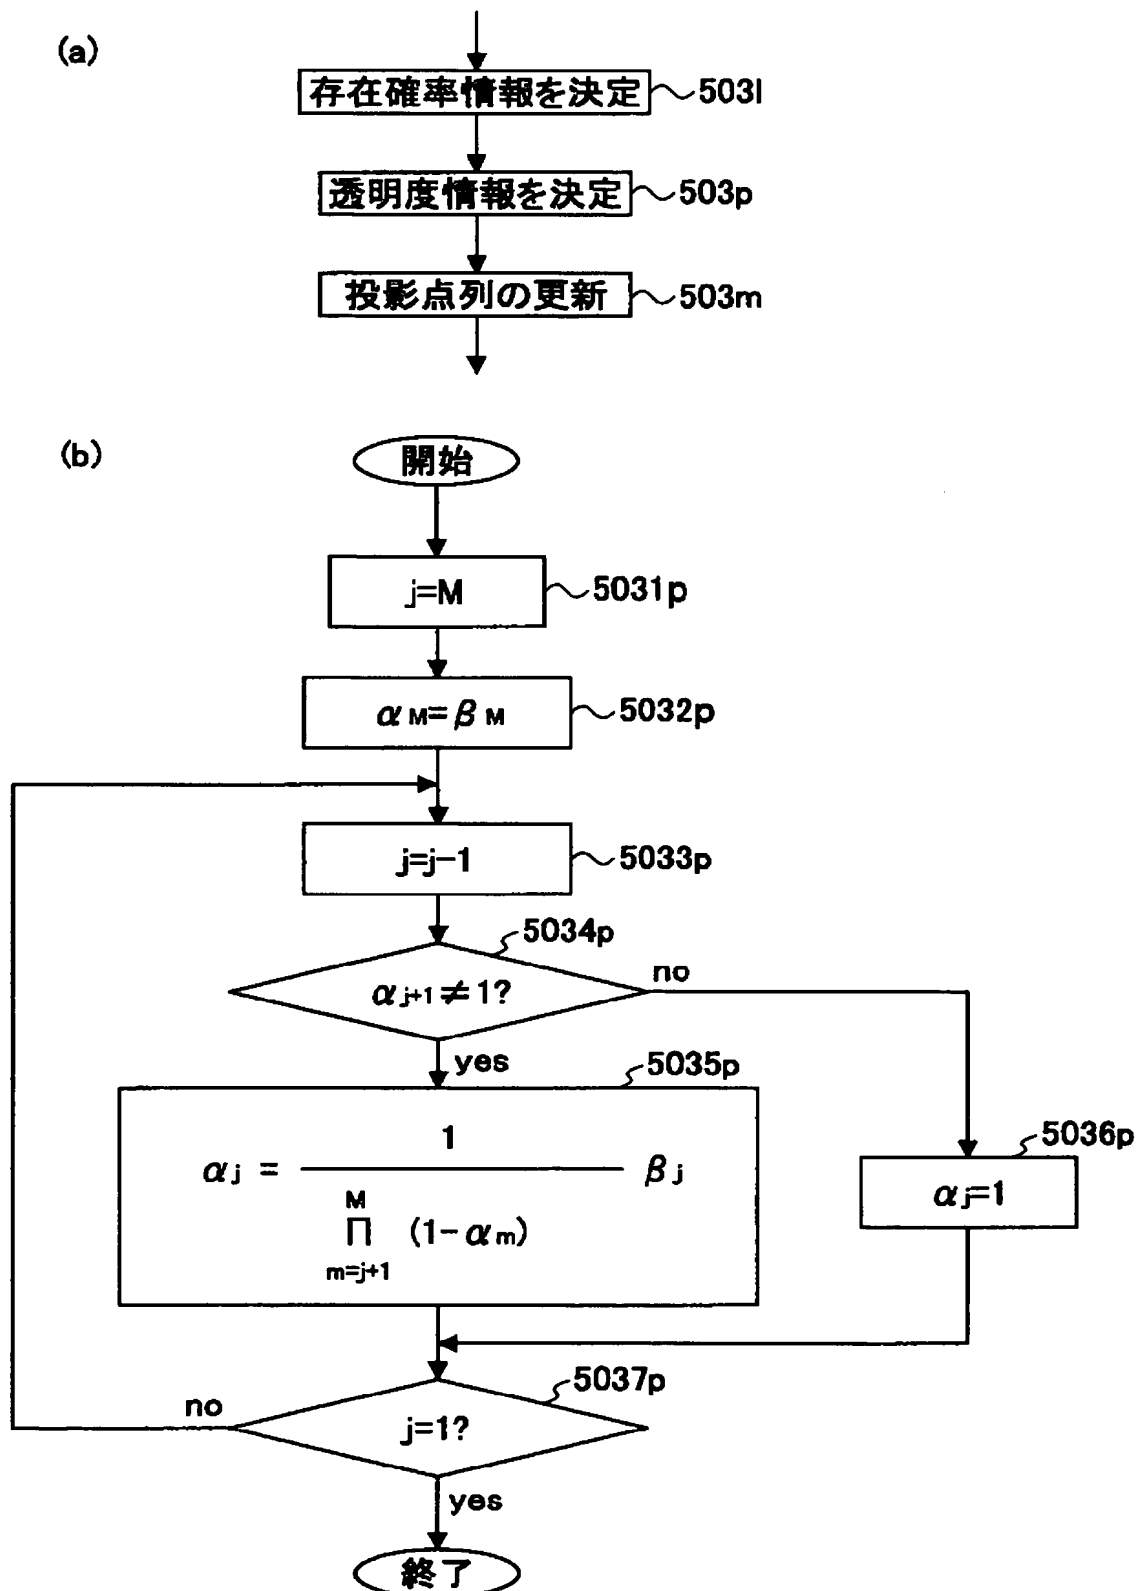 (a)
存在確率情報を決定 503l
透明度情報を決定 503p
投影点列の更新 503m
(b)
開始
j=M 5031p
α M= β M 5032p
j=j-1 5033p
5034p
α j+1 ≠ 1? no
yes
5035p
1
α j = β j
M
Π (1- α m)
m=j+1
5036p
α j=1
5037p
no
j=1?
yes
終了